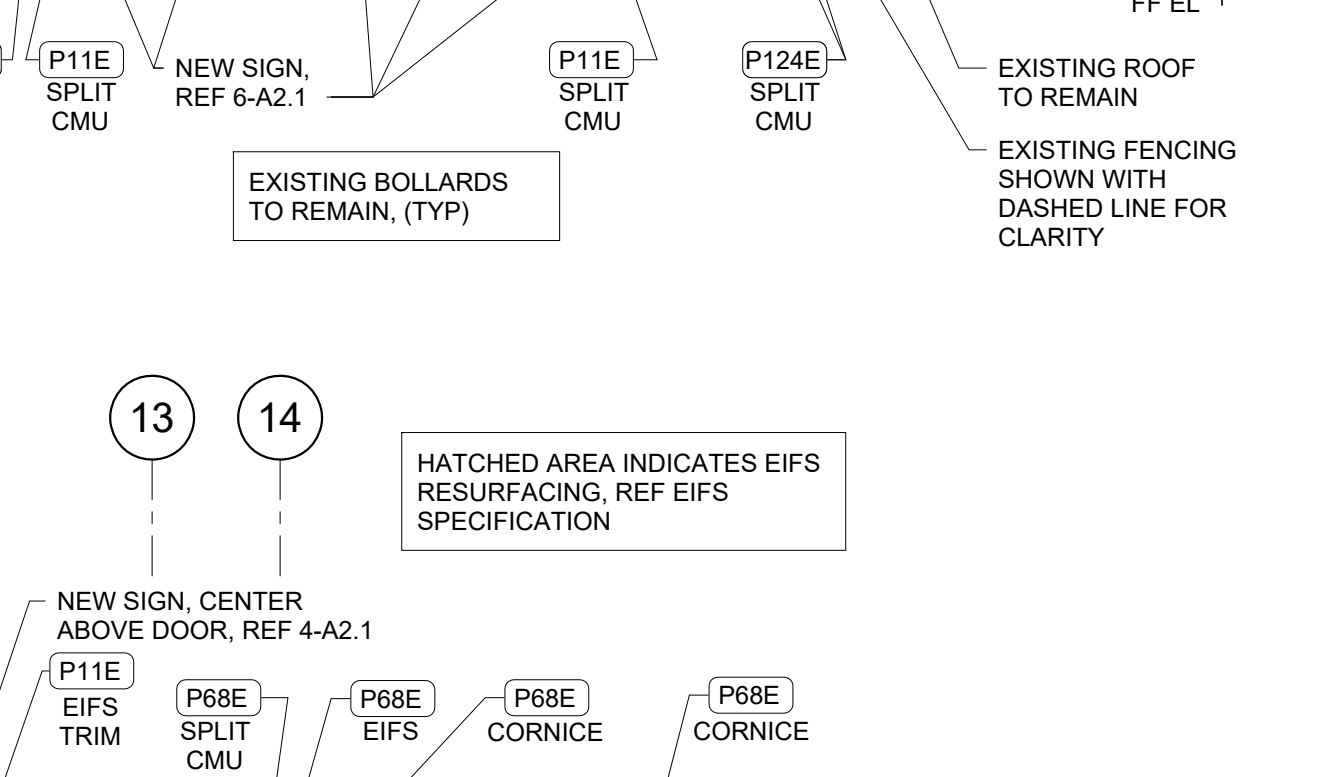 FF EL
P11E
SPLIT
CMU
NEW SIGN,
REF 6-A2.1
P11E
SPLIT
CMU
P124E
SPLIT
CMU
EXISTING ROOF
TO REMAIN
EXISTING FENCING
SHOWN WITH
DASHED LINE FOR
CLARITY
EXISTING BOLLARDS
TO REMAIN, (TYP)
13
14
HATCHED AREA INDICATES EIFS
RESURFACING, REF EIFS
SPECIFICATION
NEW SIGN, CENTER
ABOVE DOOR, REF 4-A2.1
P11E
EIFS
TRIM
P68E
SPLIT
CMU
P68E
EIFS
P68E
CORNICE
P68E
CORNICE